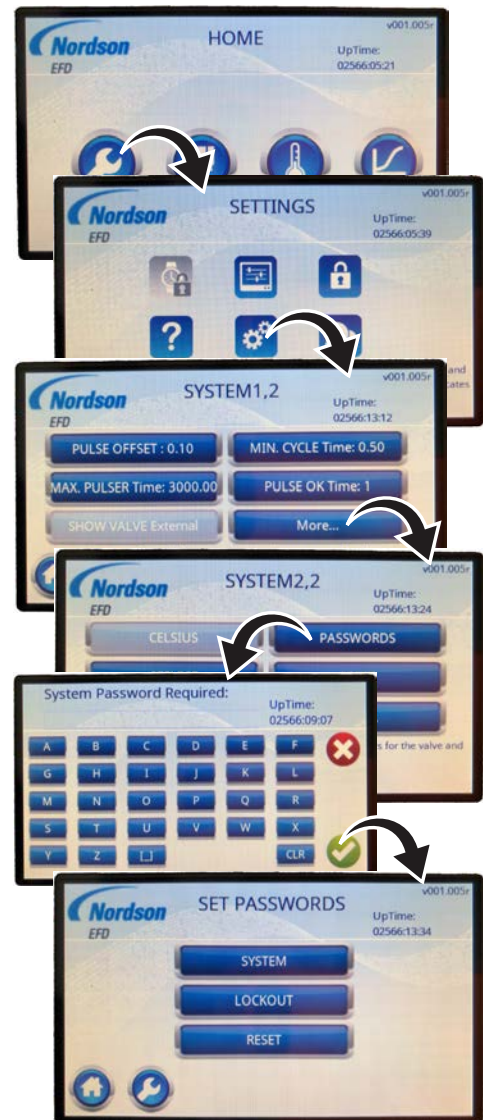 Nordson
EFD
HOME
v001.005r
UpTime:
02566:05:21
Nordson
EFD
SETTINGS
v001.005r
UpTime:
02566:05:39
?
and
ates
Nordson
EFD
SYSTEM1,2
v001.005r
UpTime:
02566:13:12
PULSE OFFSET : 0.10
MIN. CYCLE Time: 0.50
MAX. PULSER Time: 3000.00
PULSE OK Time: 1
SHOW VALVE External
More...
Nordson
EFD
SYSTEM2,2
v001.005r
UpTime:
02566:13:24
CELSIUS
PASSWORDS
s for the valve and
System Password Required:
UpTime:
02566:09:07
A B C D E F
G H I J K L
M N O P Q R
S T U V W X
Y Z [_] CLR
Nordson
EFD
SET PASSWORDS
v001.005r
UpTime:
02566:13:34
SYSTEM
LOCKOUT
RESET